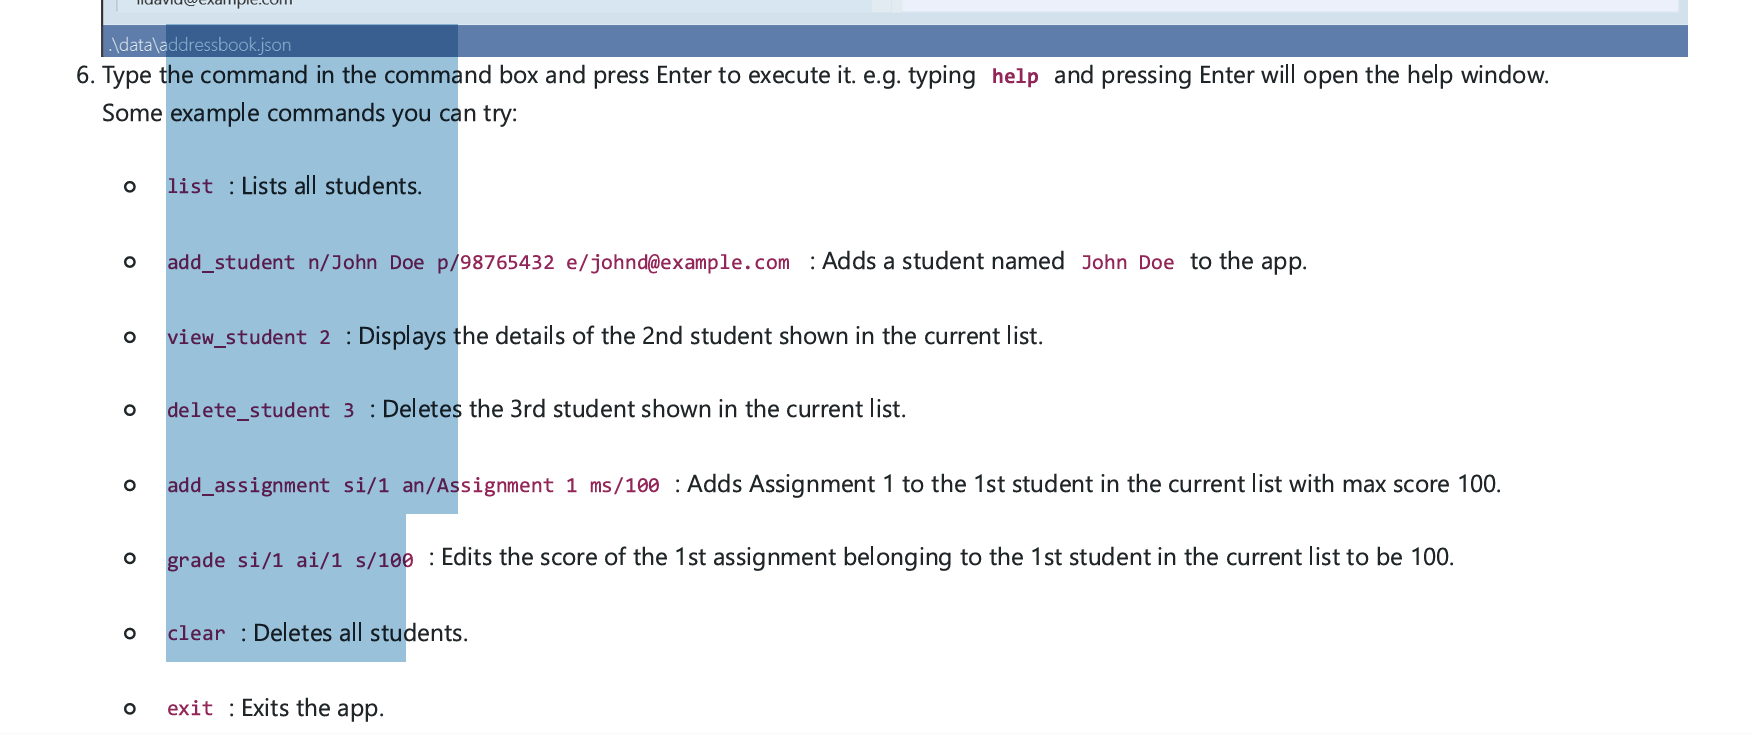 .\data\addressbook.json
6. Type the command in the command box and press Enter to execute it. e.g. typing help and pressing Enter will open the help window.
Some example commands you can try:
list : Lists all students.
add_student n/John Doe p/98765432 e/johnd@example.com : Adds a student named John Doe to the app.
view_student 2 : Displays the details of the 2nd student shown in the current list.
delete_student 3 : Deletes the 3rd student shown in the current list.
add_assignment si/1 an/Assignment 1 ms/100 : Adds Assignment 1 to the 1st student in the current list with max score 100.
grade si/1 ai/1 s/100 : Edits the score of the 1st assignment belonging to the 1st student in the current list to be 100.
clear : Deletes all students.
exit : Exits the app.